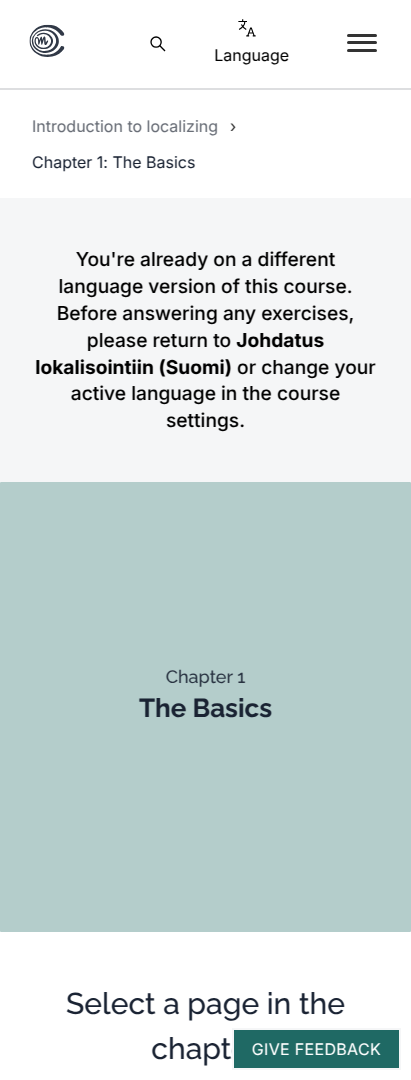 Language
Introduction to localizing ›
Chapter 1: The Basics
You're already on a different
language version of this course.
Before answering any exercises,
please return to Johdatus
lokalisointiin (Suomi) or change your
active language in the course
settings.
Chapter 1
The Basics
Select a page in the
chapt
GIVE FEEDBACK